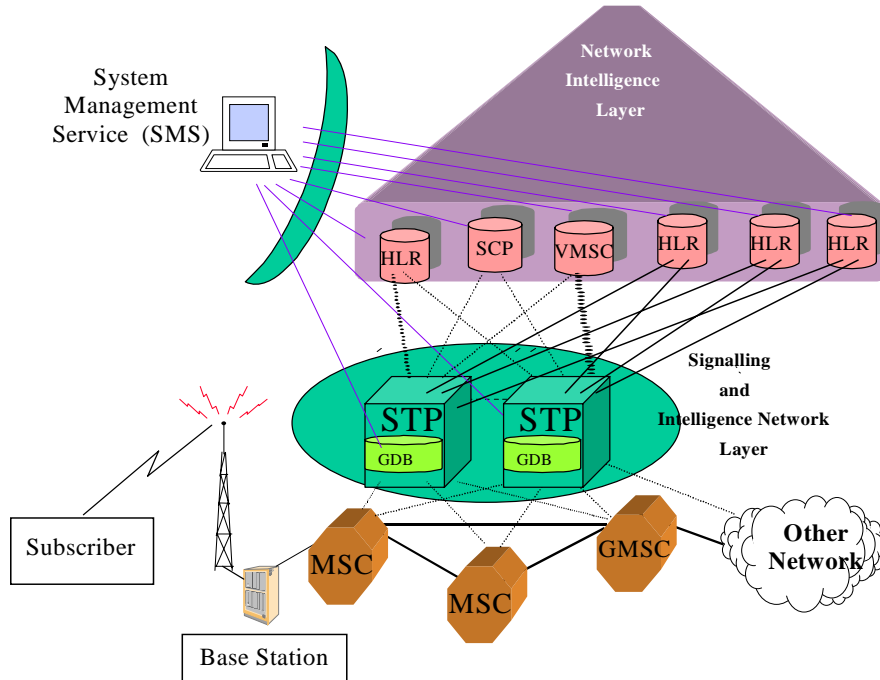 Network
Intelligence
Layer
System
Management
Service (SMS)
HLR
SCP
VMSC
HLR
HLR
HLR
Signalling
and
Intelligence Network
Layer
STP
STP
GDB
GDB
Subscriber
MSC
MSC
GMSC
Other
Network
Base Station